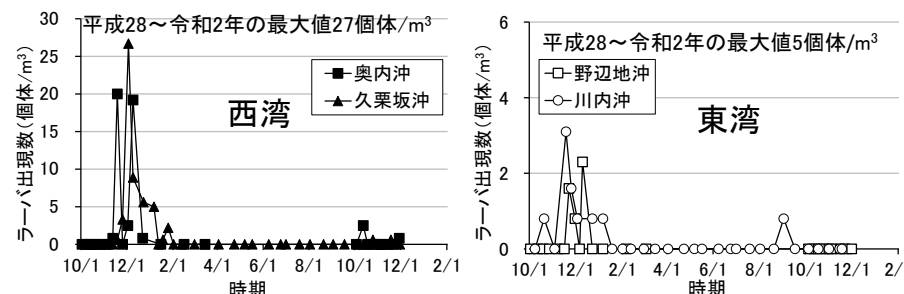 平成28～令和2年の最大値27個体/m³
ラーバ出現数(個体/m³)
30
25
20
15
10
5
0
奥内沖
久栗坂沖
西湾
10/1 12/1 2/1 4/1 6/1 8/1 10/1 12/1 2/1
時期
平成28～令和2年の最大値5個体/m³
ラーバ出現数(個体/m³)
6
4
2
0
野辺地沖
川内沖
東湾
10/1 12/1 2/1 4/1 6/1 8/1 10/1 12/1 2/
時期